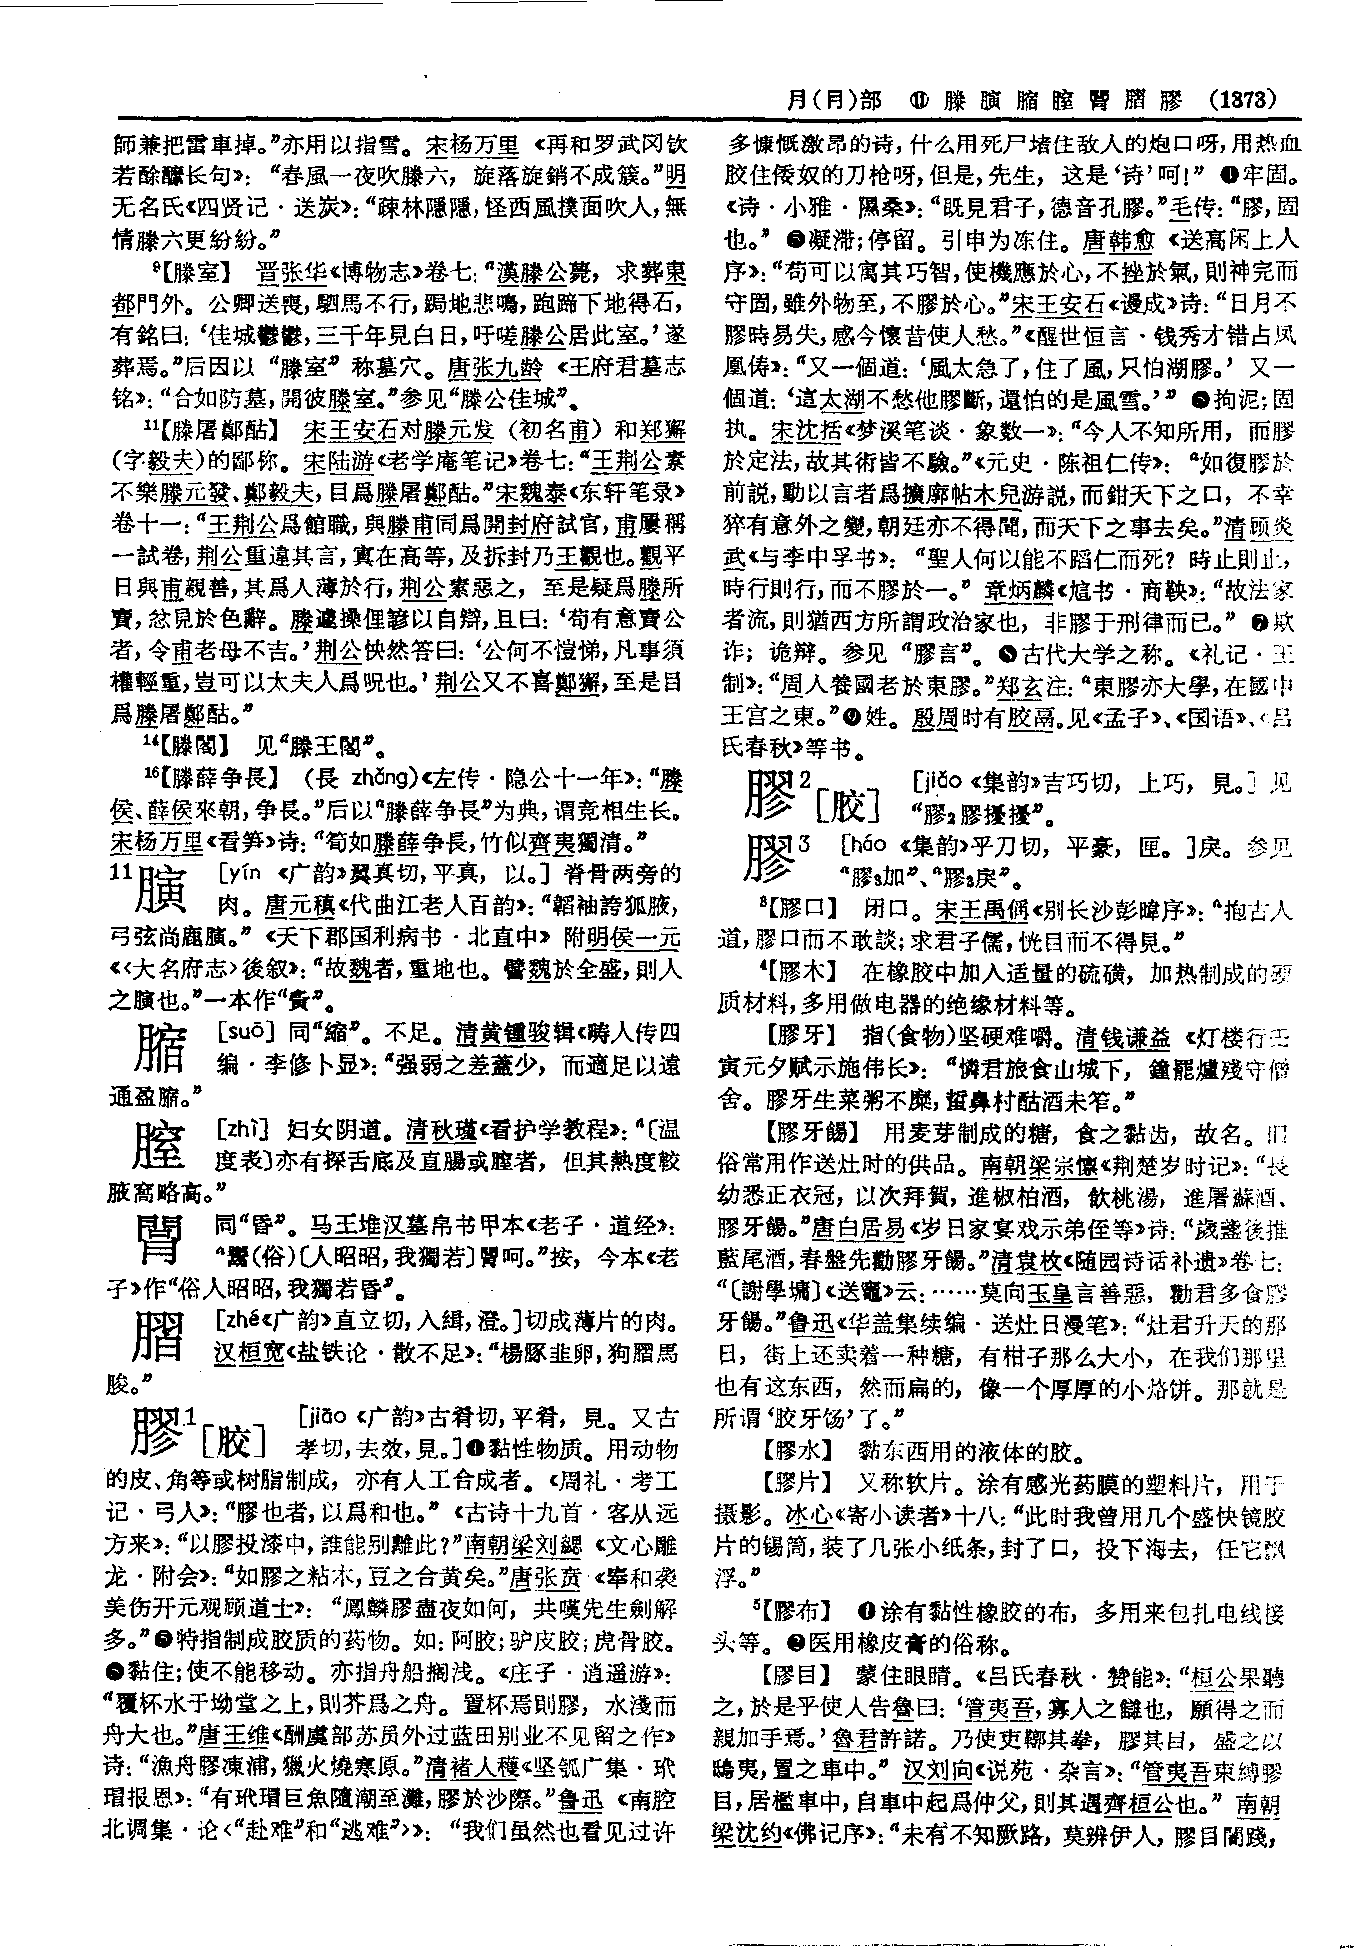 月(⺼)部 ⑪ 滕䐺䐴膣䐉𦡱膠 (1373)
師兼把雷車掉。”亦用以指雪。宋杨万里《再和罗武冈钦
若酴醾长句》：“春風一夜吹滕六，旋落旋銷不成簇。”明
无名氏《四贤记·送炭》：“疎林隱隱，怪西風撲面吹人，無
情滕六更紛紛。”
⁹【滕室】 晋张华《博物志》卷七：“漢滕公薨，求葬東
都門外。公卿送喪，駟馬不行，跼地悲鳴，跑蹄下地得石，
有銘曰：‘佳城鬱鬱，三千年見白日，吁嗟滕公居此室。’遂
葬焉。”后因以“滕室”称墓穴。唐张九龄《王府君墓志
铭》：“合如防墓，開彼滕室。”参见“滕公佳城”。
¹¹【滕屠鄭酤】 宋王安石对滕元发（初名甫）和郑獬
(字毅夫)的鄙称。宋陆游《老学庵笔记》卷七：“王荆公素
不樂滕元發、鄭毅夫，目爲滕屠鄭酤。”宋魏泰《东轩笔录》
卷十一：“王荆公爲館職，與滕甫同爲開封府試官，甫屢稱
一試卷，荆公重違其言，寘在高等，及拆封乃王觀也。觀平
日與甫親善，其爲人薄於行，荆公素惡之，至是疑爲滕所
賣，忿見於色辭。滕遽操俚諺以自辯，且曰：‘苟有意賣公
者，令甫老母不吉。’荆公怏然答曰：‘公何不愷悌，凡事須
權輕重，豈可以太夫人爲呪也。’荆公又不喜鄭獬，至是目
爲滕屠鄭酤。”
¹⁴【滕閣】 见“滕王閣”。
¹⁶【滕薛争長】 (長 zhǎng)《左传·隐公十一年》：“滕
侯、薛侯來朝，争長。”后以“滕薛争長”为典，谓竞相生长。
宋杨万里《看笋》诗：“筍如滕薛争長，竹似齊夷獨清。”
11 䐺 [yín 《广韵》翼真切，平真，以。] 脊骨两旁的
肉。唐元稹《代曲江老人百韵》：“韜袖誇狐腋，
弓弦尚鹿䐺。”《天下郡国利病书·北直中》附明侯一元
《〈大名府志〉後叙》：“故魏者，重地也。譬魏於全盛，則人
之䐺也。”一本作“夤”。
䐴 [suō] 同“縮”。不足。清黄锺骏辑《畴人传四
编·李修卜显》：“强弱之差蓋少，而適足以遠
通盈䐴。”
膣 [zhì] 妇女阴道。清秋瑾《看护学教程》：“〔温
度表〕亦有探舌底及直腸或膣者，但其熱度較
腋窩略高。”
同“昏”。马王堆汉墓帛书甲本《老子·道经》：
“鬻(俗)〔人昭昭，我獨若〕呵。”按，今本《老
子》作“俗人昭昭，我獨若昏”。
[zhé《广韵》直立切，入緝，澄。]切成薄片的肉。
汉桓宽《盐铁论·散不足》：“楊豚韭卵，狗馬
朘。”
膠¹[胶] [jiāo 《广韵》古肴切，平肴，見。又古
孝切，去效，見。]❶黏性物质。用动物
的皮、角等或树脂制成，亦有人工合成者。《周礼·考工
记·弓人》：“膠也者，以爲和也。”《古诗十九首·客从远
方来》：“以膠投漆中，誰能别離此？”南朝梁刘勰《文心雕
龙·附会》：“如膠之粘木，豆之合黄矣。”唐张贲《奉和袭
美伤开元观顾道士》：“鳳麟膠盡夜如何，共嘆先生劍解
多。”❷特指制成胶质的药物。如：阿胶；驴皮胶；虎骨胶。
❸黏住；使不能移动。亦指舟船搁浅。《庄子·逍遥游》：
“覆杯水于坳堂之上，則芥爲之舟。置杯焉則膠，水淺而
舟大也。”唐王维《酬虞部苏员外过蓝田别业不见留之作》
诗：“漁舟膠凍浦，獵火燒寒原。”清褚人穫《坚瓠广集·玳
瑁报恩》：“有玳瑁巨魚隨潮至灘，膠於沙際。”鲁迅《南腔
北调集·论〈“赴难”和“逃难”〉》：“我们虽然也看见过许
多慷慨激昂的诗，什么用死尸堵住敌人的炮口呀，用热血
胶住倭奴的刀枪呀，但是，先生，这是‘诗’呵！”❹牢固。
《诗·小雅·隰桑》：“既見君子，德音孔膠。”毛传：“膠，固
也。”❺凝滞；停留。引申为冻住。唐韩愈《送高闲上人
序》：“苟可以寓其巧智，使機應於心，不挫於氣，則神完而
守固，雖外物至，不膠於心。”宋王安石《谩成》诗：“日月不
膠時易失，感今懷昔使人愁。”《醒世恒言·钱秀才错占凤
凰俦》：“又一個道：‘風太急了，住了風，只怕湖膠。’又一
個道：‘這太湖不愁他膠斷，還怕的是風雪。’”❻拘泥；固
执。宋沈括《梦溪笔谈·象数一》：“今人不知所用，而膠
於定法，故其術皆不驗。”《元史·陈祖仁传》：“如復膠於
前説，動以言者爲擴廓帖木兒游説，而鉗天下之口，不幸
猝有意外之變，朝廷亦不得聞，而天下之事去矣。”清顾炎
武《与李中孚书》：“聖人何以能不蹈仁而死？時止則止，
時行則行，而不膠於一。”章炳麟《訄书·商鞅》：“故法家
者流，則猶西方所謂政治家也，非膠于刑律而已。”❼欺
诈；诡辩。参见“膠言”。❽古代大学之称。《礼记·王
制》：“周人養國老於東膠。”郑玄注：“東膠亦大學，在國中
王宫之東。”❾姓。殷周时有胶鬲。见《孟子》、《国语》、《吕
氏春秋》等书。
膠²[胶] [jiǎo《集韵》吉巧切，上巧，見。] 见
“膠₂膠擾擾”。
膠³ [háo《集韵》乎刀切，平豪，匣。]戾。参见
“膠₃加”、“膠₃戾”。
³【膠口】 闭口。宋王禹偁《别长沙彭暐序》：“抱古人
道，膠口而不敢談；求君子儒，恍目而不得見。”
⁴【膠木】 在橡胶中加入适量的硫磺，加热制成的硬
质材料，多用做电器的绝缘材料等。
【膠牙】 指(食物)坚硬难嚼。清钱谦益《灯楼行壬
寅元夕赋示施伟长》：“憐君旅食山城下，鐘罷爐殘守僧
舍。膠牙生菜粥不糜，蜇鼻村酤酒未笮。”
【膠牙餳】 用麦芽制成的糖，食之黏齿，故名。旧
俗常用作送灶时的供品。南朝梁宗懔《荆楚岁时记》：“長
幼悉正衣冠，以次拜賀，進椒柏酒，飲桃湯，進屠蘇酒、
膠牙餳。”唐白居易《岁日家宴戏示弟侄等》诗：“歲盞後推
藍尾酒，春盤先勸膠牙餳。”清袁枚《随园诗话补遗》卷七：
“〔謝學墉〕《送竈》云：……莫向玉皇言善惡，勸君多食膠
牙餳。”鲁迅《华盖集续编·送灶日漫笔》：“灶君升天的那
日，街上还卖着一种糖，有柑子那么大小，在我们那里
也有这东西，然而扁的，像一个厚厚的小烙饼。那就是
所谓‘胶牙饧’了。”
【膠水】 黏东西用的液体的胶。
【膠片】 又称软片。涂有感光药膜的塑料片，用于
摄影。冰心《寄小读者》十八：“此时我曾用几个盛快镜胶
片的锡筒，装了几张小纸条，封了口，投下海去，任它飘
浮。”
⁵【膠布】 ❶涂有黏性橡胶的布，多用来包扎电线接
头等。❷医用橡皮膏的俗称。
【膠目】 蒙住眼睛。《吕氏春秋·赞能》：“桓公果聽
之，於是乎使人告魯曰：‘管夷吾，寡人之讎也，願得之而
親加手焉。’魯君許諾。乃使吏鞹其拳，膠其目，盛之以
鴟夷，置之車中。”汉刘向《说苑·杂言》：“管夷吾束縛膠
目，居檻車中，自車中起爲仲父，則其遇齊桓公也。”南朝
梁沈约《佛记序》：“未有不知厥路，莫辨伊人，膠目闇踐，